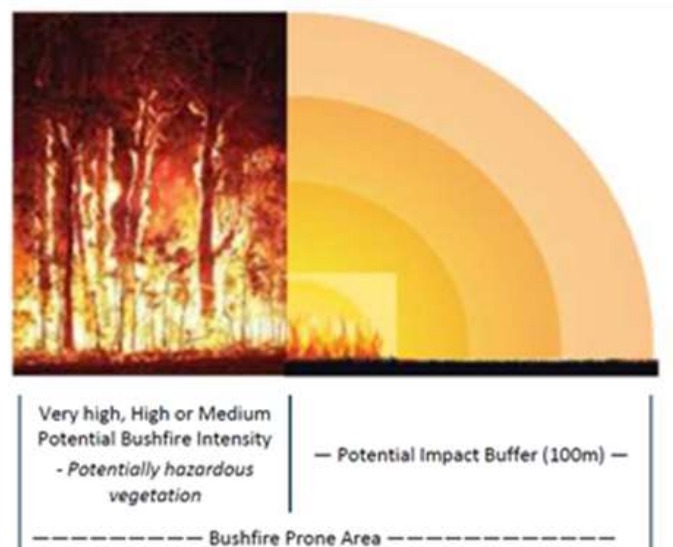 Very high, High or Medium
Potential Bushfire Intensity
- Potentially hazardous
vegetation
— Potential Impact Buffer (100m) —
————————— Bushfire Prone Area ————————————